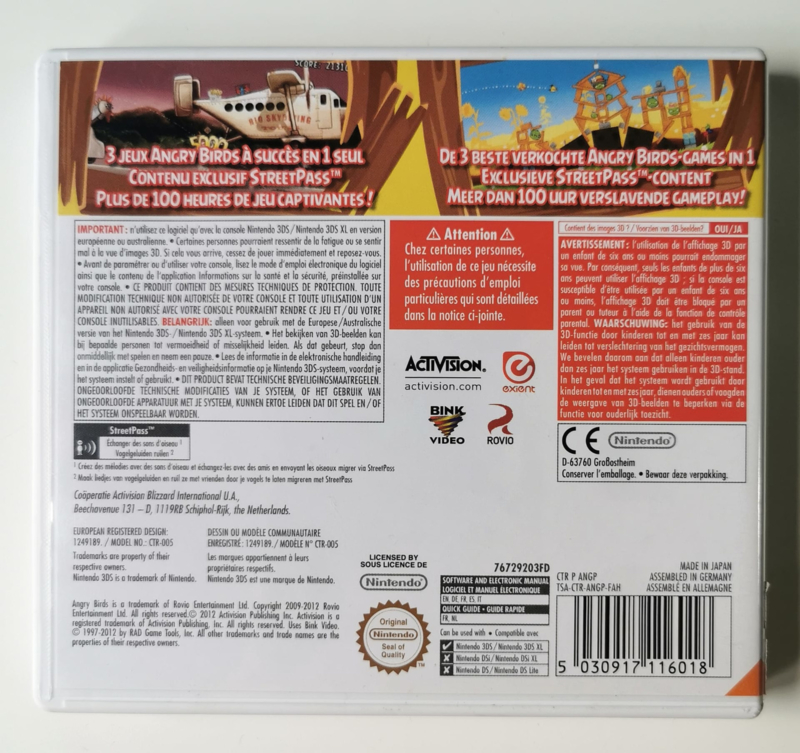 SCORE: 21310
BIG SKY
3 JEUX ANGRY BIRDS À SUCCÈS EN 1 SEUL
CONTENU EXCLUSIF STREETPASS™
PLUS DE 100 HEURES DE JEU CAPTIVANTES !
DE 3 BESTE VERKOCHTE ANGRY BIRDS-GAMES IN 1
EXCLUSIEVE STREETPASS™-CONTENT
MEER DAN 100 UUR VERSLAVENDE GAMEPLAY!
IMPORTANT : n'utilisez ce logiciel qu'avec la console Nintendo 3DS/Nintendo 3DS XL en version
européenne ou australienne. • Certaines personnes pourraient ressentir de la fatigue ou se sentir
mal à la vue d'images 3D. Si cela vous arrive, cessez de jouer immédiatement et reposez-vous.
• Avant de paramétrer ou d'utiliser votre console, lisez le mode d'emploi électronique du logiciel
ainsi que le contenu de l'application Informations sur la santé et la sécurité, préinstallée sur
votre console. • CE PRODUIT CONTIENT DES MESURES TECHNIQUES DE PROTECTION. TOUTE
MODIFICATION TECHNIQUE NON AUTORISÉE DE VOTRE CONSOLE ET TOUTE UTILISATION D'UN
APPAREIL NON AUTORISÉ AVEC VOTRE CONSOLE POURRAIENT RENDRE CE JEU ET/OU VOTRE
CONSOLE INUTILISABLES. BELANGRIJK: alleen voor gebruik met de Europese/Australische
versie van het Nintendo 3DS-/Nintendo 3DS XL-systeem. • Het bekijken van 3D-beelden kan
bij bepaalde personen tot vermoeidheid of misselijkheid leiden. Als dat gebeurt, stop dan
onmiddellijk met spelen en neem een pauze. • Lees de informatie in de elektronische handleiding
en in de applicatie Gezondheids- en veiligheidsinformatie op je Nintendo 3DS-systeem, voordat je
het systeem instelt of gebruikt. • DIT PRODUCT BEVAT TECHNISCHE BEVEILIGINGSMAATREGELEN.
ONGEOORLOOFDE TECHNISCHE MODIFICATIES VAN JE SYSTEEM, OF HET GEBRUIK VAN
ONGEOORLOOFDE APPARATUUR MET JE SYSTEEM, KUNNEN ERTOE LEIDEN DAT DIT SPEL EN/OF
HET SYSTEEM ONSPEELBAAR WORDEN.
⚠ Attention ⚠
Chez certaines personnes,
l'utilisation de ce jeu nécessite
des précautions d'emploi
particulières qui sont détaillées
dans la notice ci-jointe.
Contient des images 3D ? / Voorzien van 3D-beelden? OUI/JA
AVERTISSEMENT: l'utilisation de l'affichage 3D par
un enfant de six ans ou moins pourrait endommager
sa vue. Par conséquent, seuls les enfants de plus de six
ans peuvent utiliser l'affichage 3D ; si la console est
susceptible d'être utilisée par un enfant de six ans
ou moins, l'affichage 3D doit être bloqué par un
parent ou tuteur à l'aide de la fonction de contrôle
parental. WAARSCHUWING: het gebruik van de
3D-functie door kinderen tot en met zes jaar kan
leiden tot verslechtering van het gezichtsvermogen.
We bevelen daarom aan dat alleen kinderen ouder
dan zes jaar het systeem gebruiken in de 3D-stand.
In het geval dat het systeem wordt gebruikt door
kinderen tot en met zes jaar, dienen ouders of voogden
de weergave van 3D-beelden te beperken via de
functie voor ouderlijk toezicht.
ACTIVISION.
activision.com
exient
BINK
VIDEO
ROVIO
StreetPass™
Échanger des sons d'oiseau ¹
Vogelgeluiden ruilen ²
¹ Créez des mélodies avec des sons d'oiseau et échangez-les avec des amis en envoyant les oiseaux migrer via StreetPass
² Maak liedjes van vogelgeluiden en ruil ze met vrienden door je vogels te laten migreren met StreetPass
CE Nintendo
D-63760 Großostheim
Conserver l'emballage. • Bewaar deze verpakking.
Coöperatie Activision Blizzard International U.A.,
Beechavenue 131 – D, 1119RB Schiphol-Rijk, the Netherlands.
EUROPEAN REGISTERED DESIGN:
1249189. / MODEL NO.: CTR-005
Trademarks are property of their
respective owners.
Nintendo 3DS is a trademark of Nintendo.
DESSIN OU MODÈLE COMMUNAUTAIRE
ENREGISTRÉ : 1249189. / MODÈLE N° CTR-005
Les marques appartiennent à leurs
propriétaires respectifs.
Nintendo 3DS est une marque de Nintendo.
Angry Birds is a trademark of Rovio Entertainment Ltd. Copyright 2009-2012 Rovio
Entertainment Ltd. All rights reserved.© 2012 Activision Publishing, Inc. Activision is a
registered trademark of Activision Publishing, Inc. All rights reserved. Uses Bink Video.
© 1997-2012 by RAD Game Tools, Inc. All other trademarks and trade names are the
properties of their respective owners.
LICENSED BY
SOUS LICENCE DE
Nintendo
Original
Nintendo
Seal of
Quality
TM
76729203FD
SOFTWARE AND ELECTRONIC MANUAL
LOGICIEL ET MANUEL ÉLECTRONIQUE
EN, DE, FR, ES, IT
QUICK GUIDE • GUIDE RAPIDE
FR, NL
Can be used with • Compatible avec
Nintendo 3DS / Nintendo 3DS XL
Nintendo DSi / Nintendo DSi XL
Nintendo DS / Nintendo DS Lite
CTR P ANGP
TSA-CTR-ANGP-FAH
MADE IN JAPAN
ASSEMBLED IN GERMANY
ASSEMBLÉ EN ALLEMAGNE
5 030917 116018